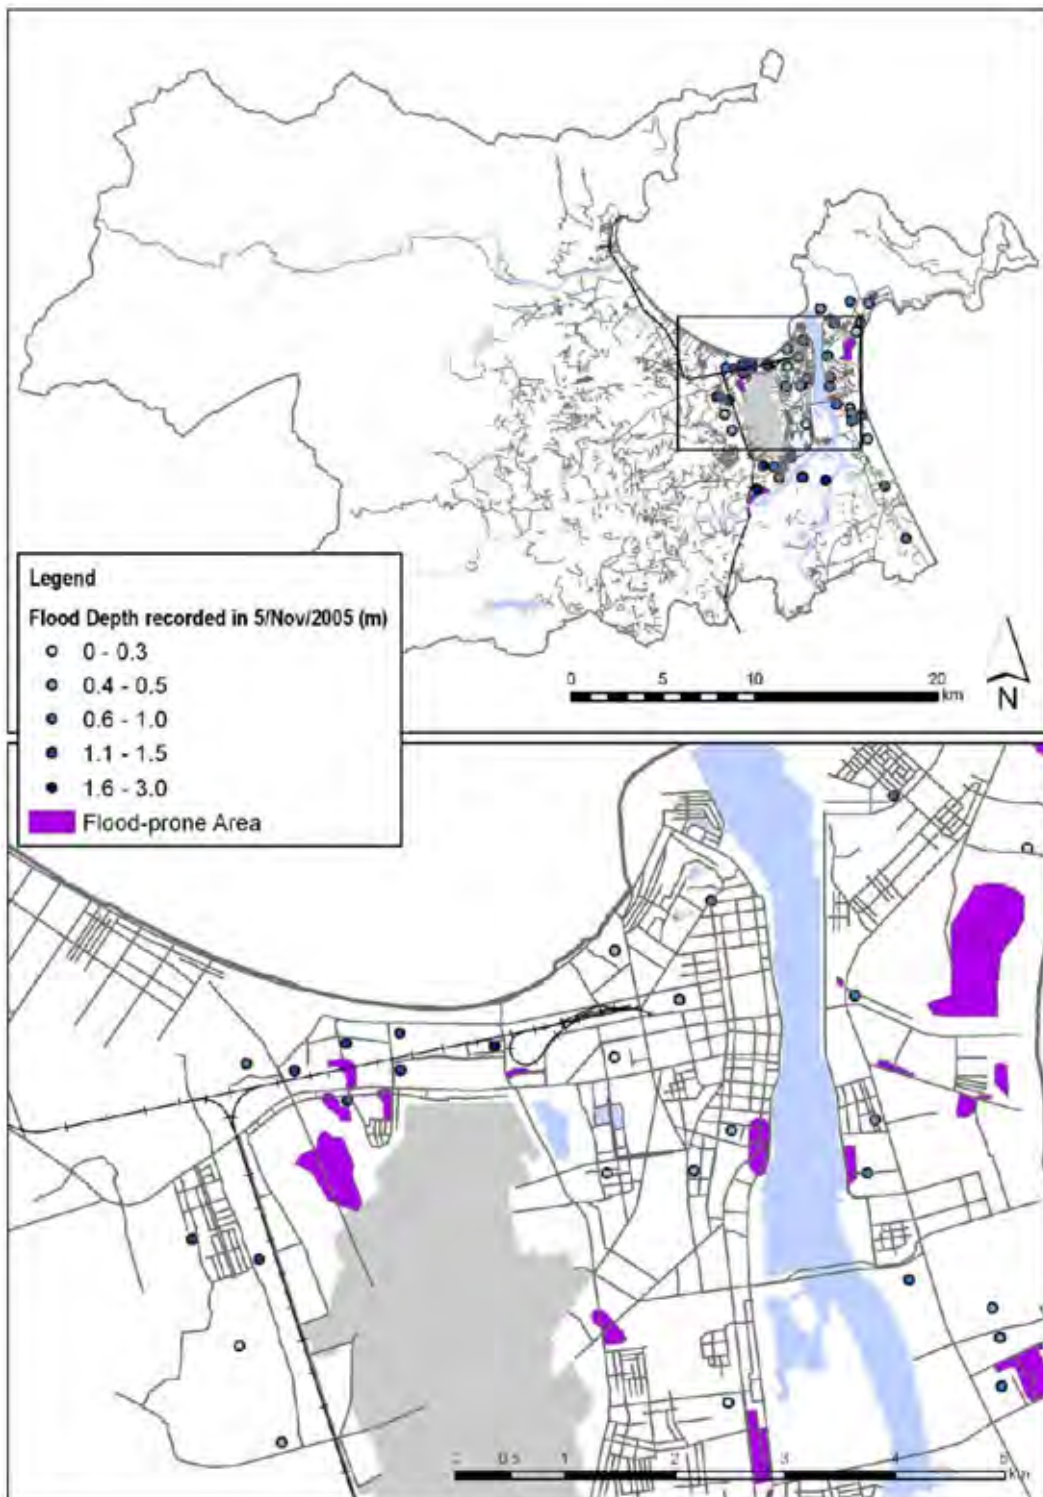 0 5 10 20
km
N
Legend
Flood Depth recorded in 5/Nov/2005 (m)
0 - 0.3
0.4 - 0.5
0.6 - 1.0
1.1 - 1.5
1.6 - 3.0
Flood-prone Area
0 0.5 1 2 3 4 5
km